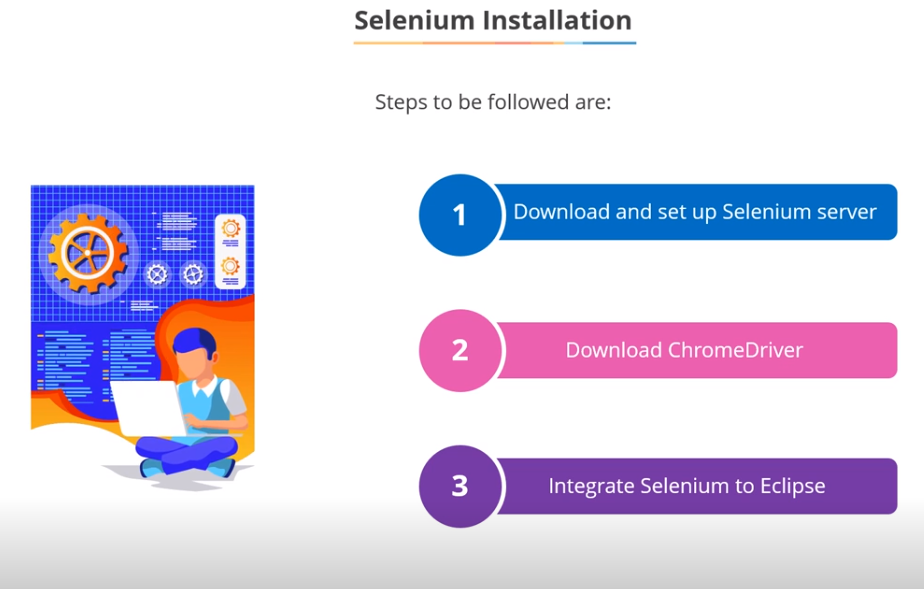 Selenium Installation
Steps to be followed are:
1 Download and set up Selenium server
2 Download ChromeDriver
3 Integrate Selenium to Eclipse